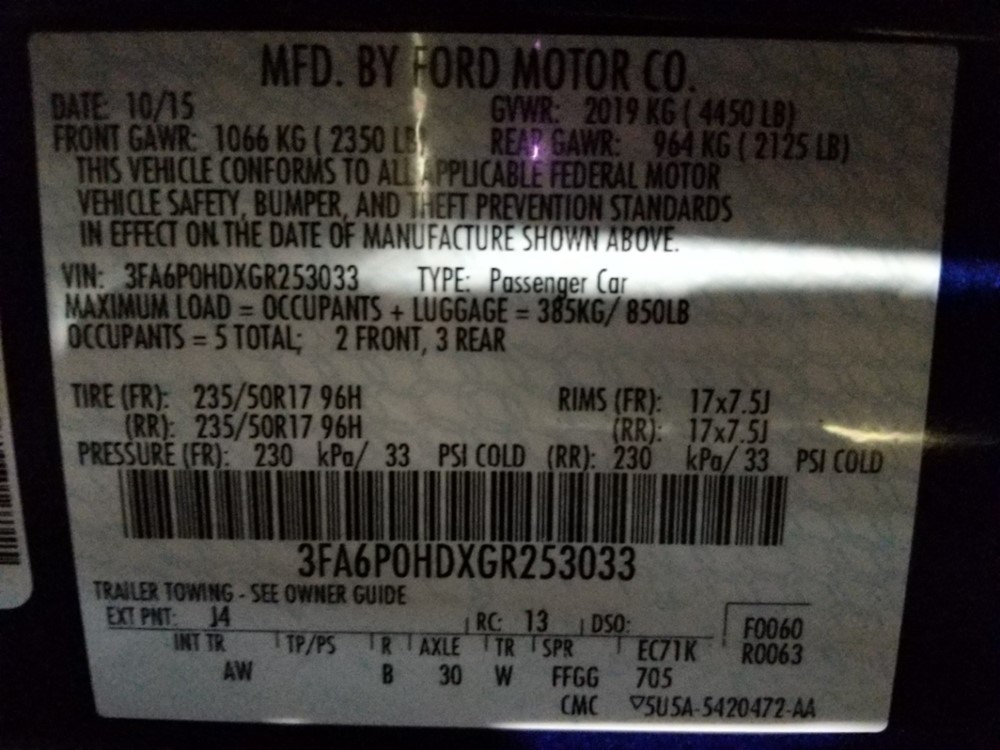 MFD. BY FORD MOTOR CO.
DATE: 10/15 GVWR: 2019 KG ( 4450 LB)
FRONT GAWR: 1066 KG ( 2350 LB) REAR GAWR: 964 KG ( 2125 LB)
THIS VEHICLE CONFORMS TO ALL APPLICABLE FEDERAL MOTOR
VEHICLE SAFETY, BUMPER, AND THEFT PREVENTION STANDARDS
IN EFFECT ON THE DATE OF MANUFACTURE SHOWN ABOVE.
VIN: 3FA6P0HDXGR253033 TYPE: Passenger Car
MAXIMUM LOAD = OCCUPANTS + LUGGAGE = 385KG/ 850LB
OCCUPANTS = 5 TOTAL; 2 FRONT, 3 REAR
TIRE (FR): 235/50R17 96H RIMS (FR): 17x7.5J
(RR): 235/50R17 96H (RR): 17x7.5J
PRESSURE (FR): 230 kPa/ 33 PSI COLD (RR): 230 kPa/ 33 PSI COLD
3FA6P0HDXGR253033
TRAILER TOWING - SEE OWNER GUIDE
EXT PNT: J4 RC: 13 DSO: F0060
INT TR TP/PS R AXLE TR SPR EC71K R0063
AW B 30 W FFGG 705
CMC ▽5U5A-5420472-AA